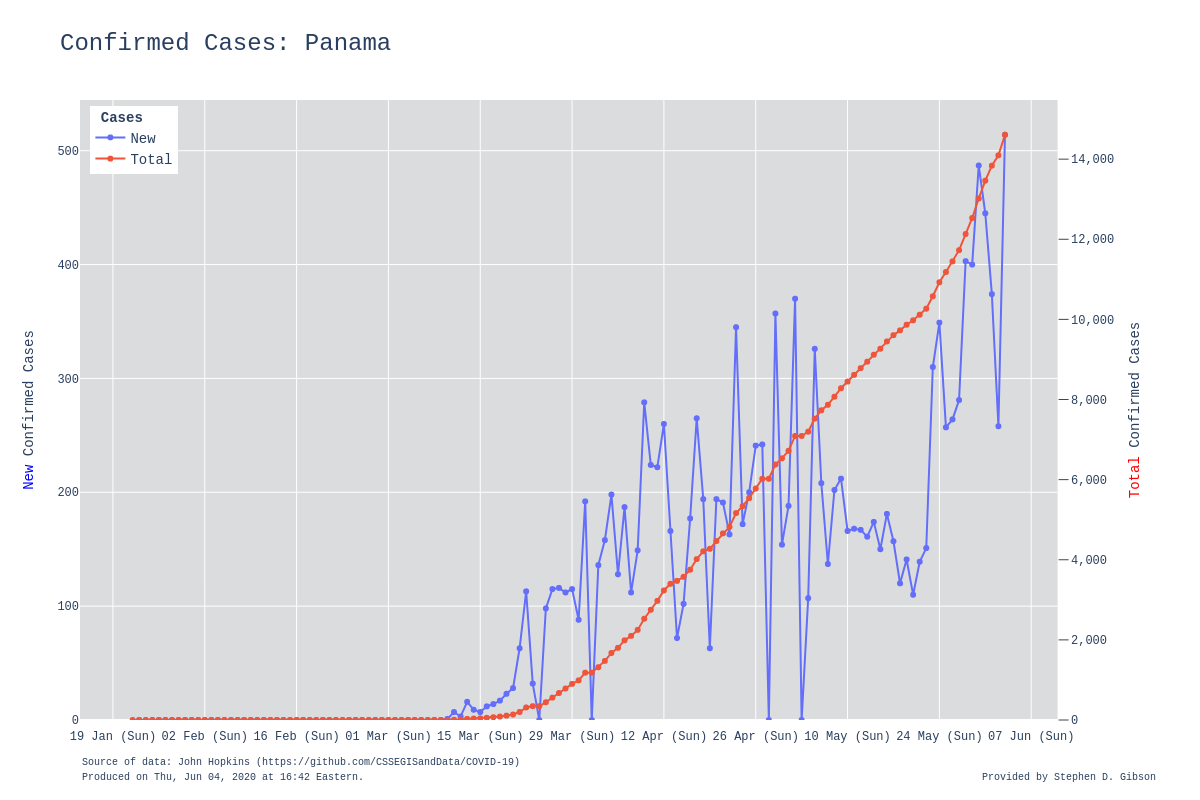 Confirmed Cases: Panama
Cases
New
Total
500
400
300
200
100
0
New Confirmed Cases
14,000
12,000
10,000
8,000
6,000
4,000
2,000
0
Total Confirmed Cases
19 Jan (Sun) 02 Feb (Sun) 16 Feb (Sun) 01 Mar (Sun) 15 Mar (Sun) 29 Mar (Sun) 12 Apr (Sun) 26 Apr (Sun) 10 May (Sun) 24 May (Sun) 07 Jun (Sun)
Source of data: John Hopkins (https://github.com/CSSEGISandData/COVID-19)
Produced on Thu, Jun 04, 2020 at 16:42 Eastern.
Provided by Stephen D. Gibson